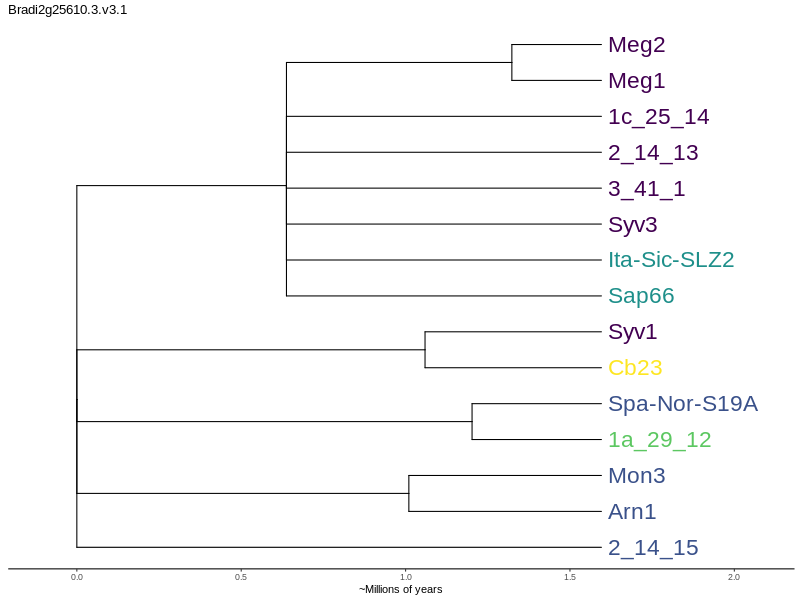 Bradi2g25610.3.v3.1
Meg2
Meg1
1c_25_14
2_14_13
3_41_1
Syv3
Ita-Sic-SLZ2
Sap66
Syv1
Cb23
Spa-Nor-S19A
1a_29_12
Mon3
Arn1
2_14_15
0.0 0.5 1.0 1.5 2.0
~Millions of years